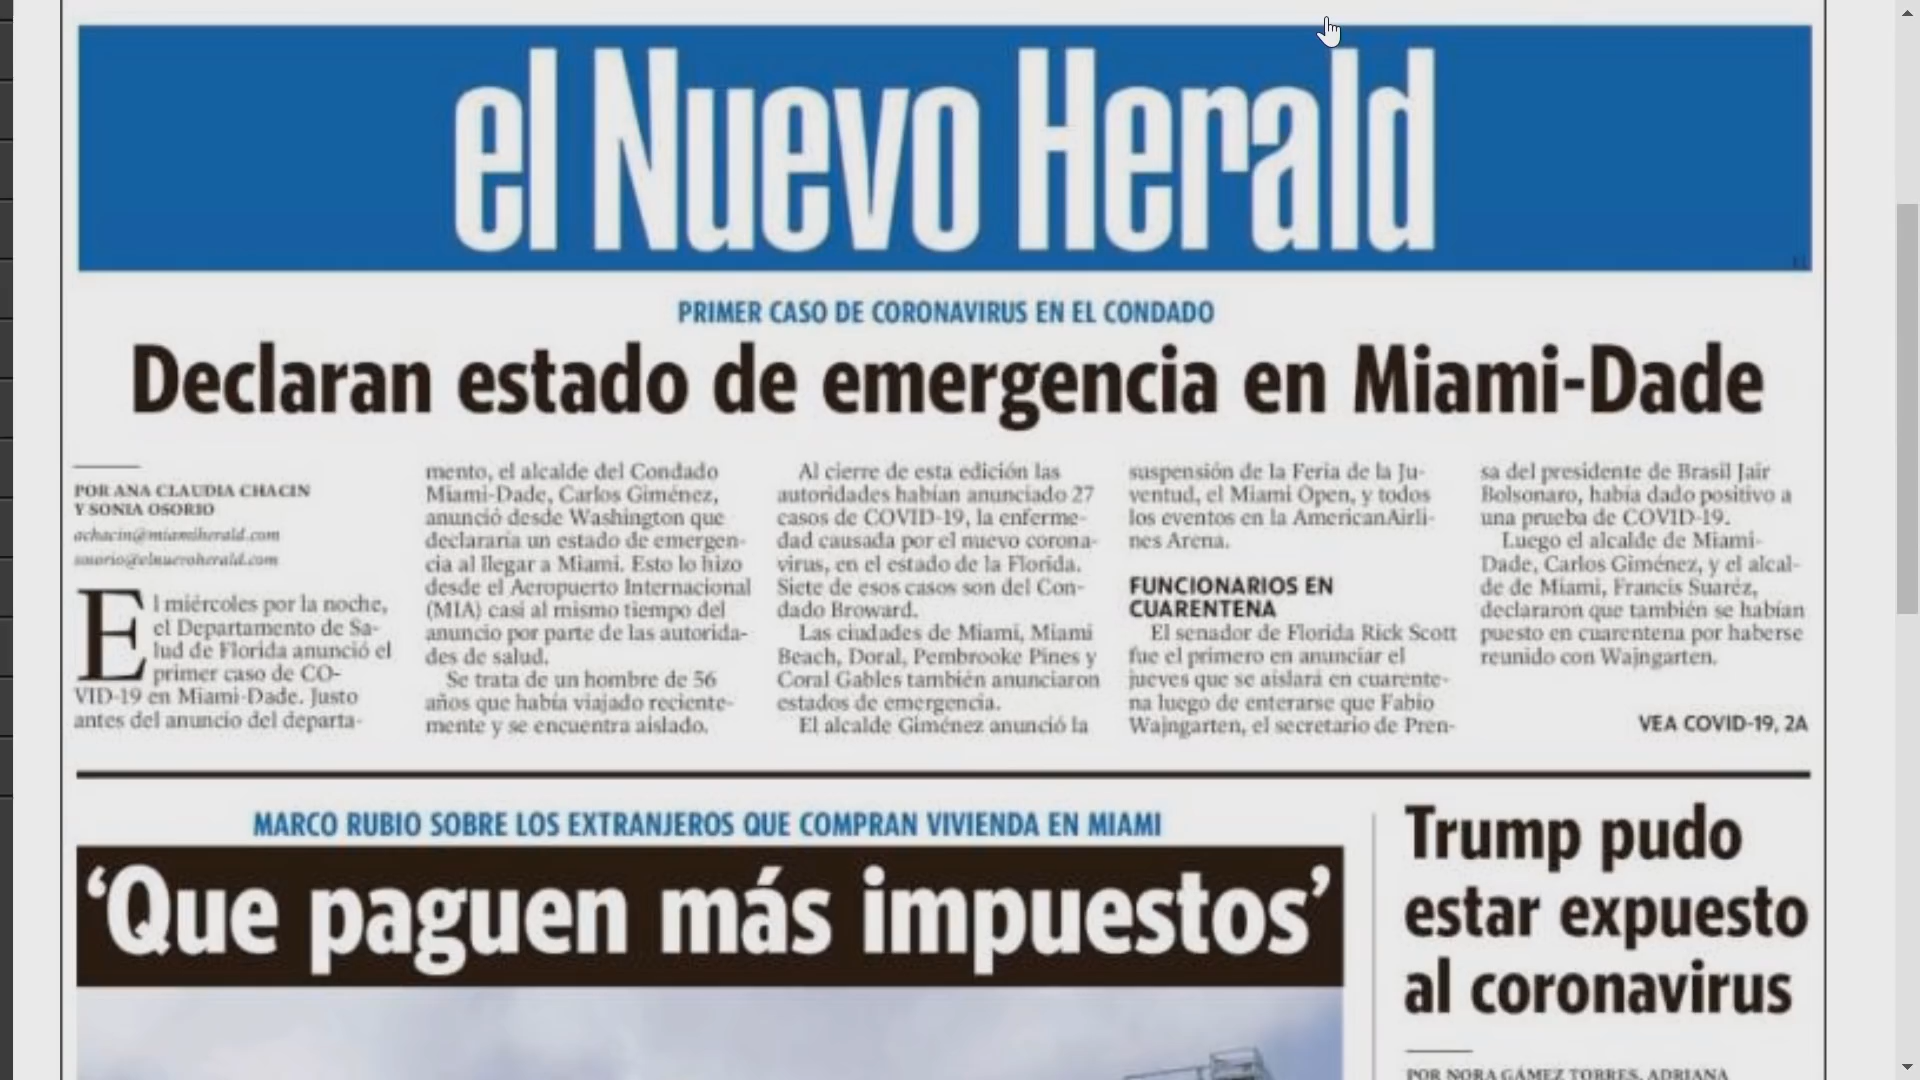 el Nuevo Herald
PRIMER CASO DE CORONAVIRUS EN EL CONDADO
Declaran estado de emergencia en Miami-Dade
POR ANA CLAUDIA CHACIN
Y SONIA OSORIO
achacin@miamiherald.com
sosorio@elnuevoherald.com
El miércoles por la noche,
el Departamento de Sa-
lud de Florida anunció el
primer caso de CO-
VID-19 en Miami-Dade. Justo
antes del anuncio del departa-
mento, el alcalde del Condado
Miami-Dade, Carlos Giménez,
anunció desde Washington que
declararía un estado de emergen-
cia al llegar a Miami. Esto lo hizo
desde el Aeropuerto Internacional
(MIA) casi al mismo tiempo del
anuncio por parte de las autorida-
des de salud.
Se trata de un hombre de 56
años que había viajado reciente-
mente y se encuentra aislado.
Al cierre de esta edición las
autoridades habían anunciado 27
casos de COVID-19, la enferme-
dad causada por el nuevo corona-
virus, en el estado de la Florida.
Siete de esos casos son del Con-
dado Broward.
Las ciudades de Miami, Miami
Beach, Doral, Pembrooke Pines y
Coral Gables también anunciaron
estados de emergencia.
El alcalde Giménez anunció la
suspensión de la Feria de la Ju-
ventud, el Miami Open, y todos
los eventos en la AmericanAirli-
nes Arena.
FUNCIONARIOS EN
CUARENTENA
El senador de Florida Rick Scott
fue el primero en anunciar el
jueves que se aislará en cuarente-
na luego de enterarse que Fabio
Wajngarten, el secretario de Pren-
sa del presidente de Brasil Jair
Bolsonaro, había dado positivo a
una prueba de COVID-19.
Luego el alcalde de Miami-
Dade, Carlos Giménez, y el alcal-
de de Miami, Francis Suaréz,
declararon que también se habían
puesto en cuarentena por haberse
reunido con Wajngarten.
VEA COVID-19, 2A
MARCO RUBIO SOBRE LOS EXTRANJEROS QUE COMPRAN VIVIENDA EN MIAMI
‘Que paguen más impuestos’
Trump pudo
estar expuesto
al coronavirus
POR NORA GÁMEZ TORRES, ADRIANA